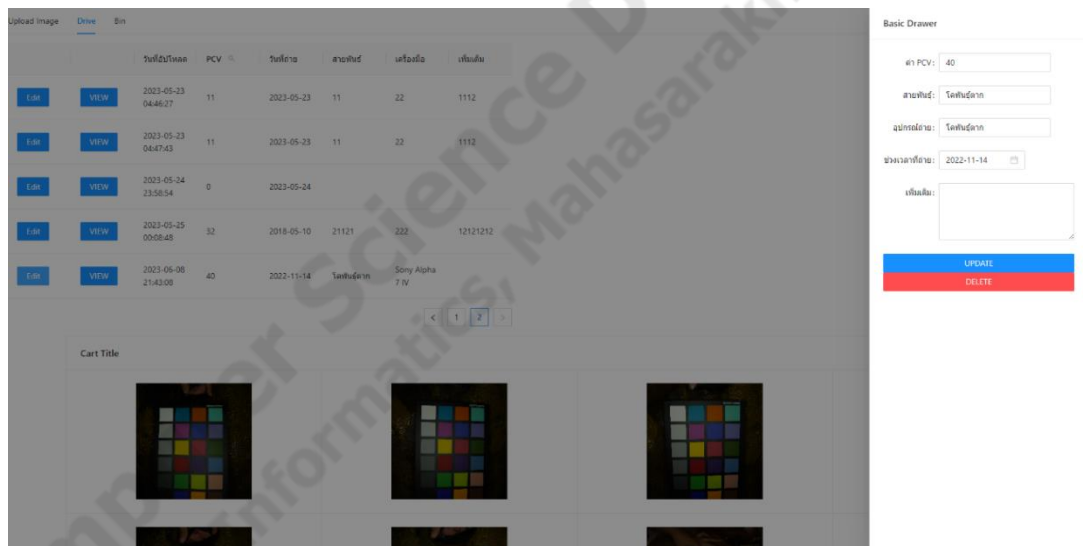 Upload Image Drive Bin
วันที่อัปโหลด PCV วันที่ถ่าย สายพันธุ์ เครื่องมือ เพิ่มเติม
Edit VIEW 2023-05-23 04:46:27 11 2023-05-23 11 22 1112
Edit VIEW 2023-05-23 04:47:43 11 2023-05-23 11 22 1112
Edit VIEW 2023-05-24 23:58:54 0 2023-05-24
Edit VIEW 2023-05-25 00:08:48 32 2018-05-10 21121 222 12121212
Edit VIEW 2023-06-08 21:43:08 40 2022-11-14 โคพันธุ์ตาก Sony Alpha 7 IV
< 1 2 >
Cart Title
Basic Drawer
ค่า PCV: 40
สายพันธุ์: โคพันธุ์ตาก
อุปกรณ์ถ่าย: โคพันธุ์ตาก
ช่วงเวลาที่ถ่าย: 2022-11-14
เพิ่มเติม:
UPDATE
DELETE
Science